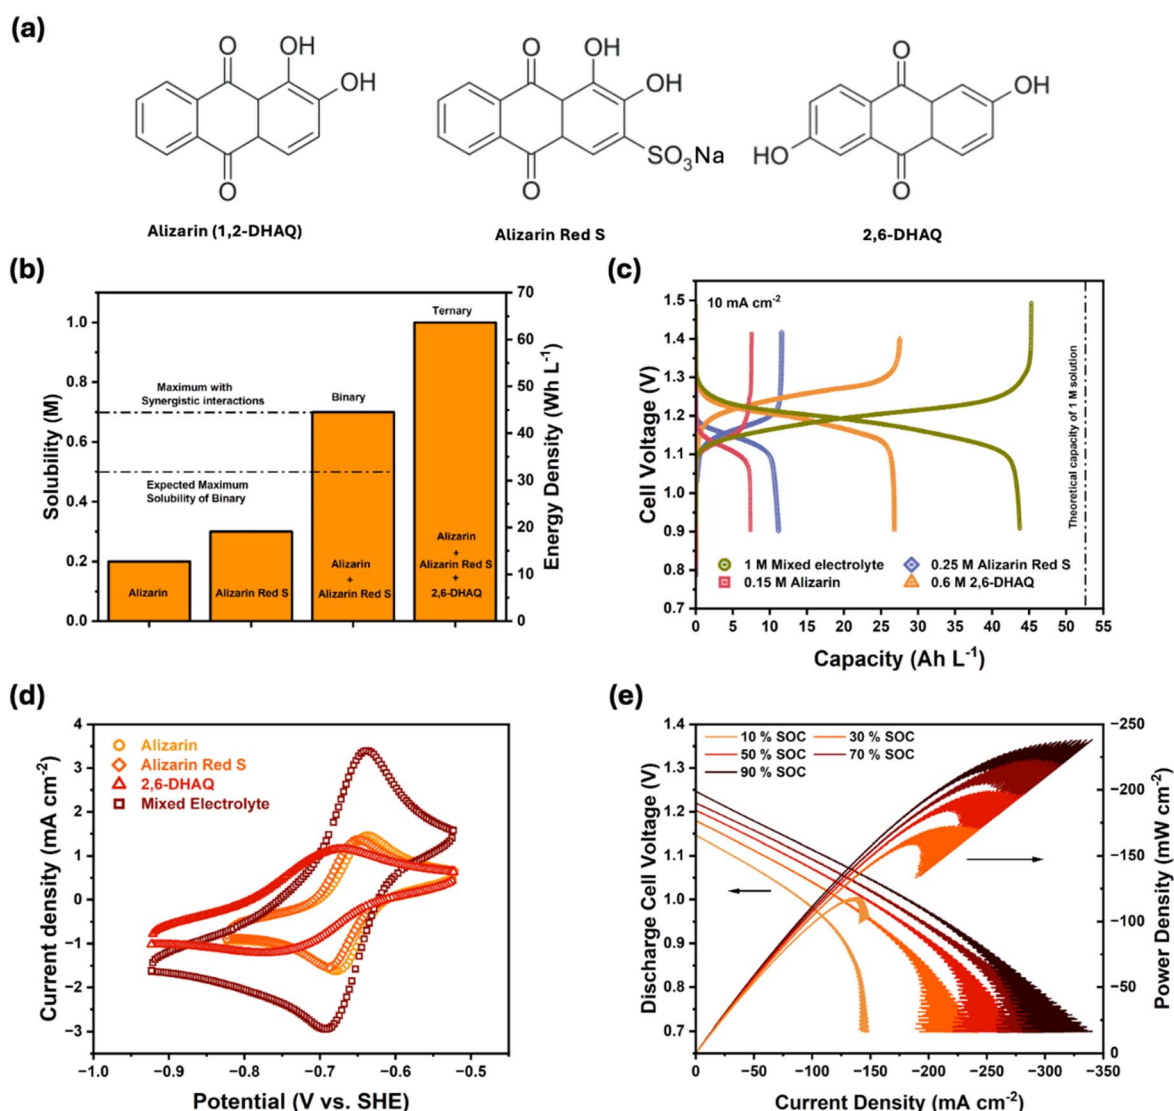 (a)
O
OH
OH
O
Alizarin (1,2-DHAQ)
O
OH
OH
SO3Na
O
Alizarin Red S
O
OH
HO
O
2,6-DHAQ
(b)
Solubility (M)
1.0
0.8
0.6
0.4
0.2
0.0
Maximum with
Synergistic interactions
Expected Maximum
Solubility of Binary
Binary
Ternary
Alizarin
Alizarin Red S
Alizarin
+
Alizarin Red S
Alizarin
+
Alizarin Red S
+
2,6-DHAQ
70
60
50
40
30
20
10
0
Energy Density (Wh L-1)
(c)
10 mA cm-2
Cell Voltage (V)
1.5
1.4
1.3
1.2
1.1
1.0
0.9
0.8
0.7
Theoretical capacity of 1 M solution
1 M Mixed electrolyte
0.25 M Alizarin Red S
0.15 M Alizarin
0.6 M 2,6-DHAQ
0 5 10 15 20 25 30 35 40 45 50 55
Capacity (Ah L-1)
(d)
Current density (mA cm-2)
4
3
2
1
0
−1
−2
−3
Alizarin
Alizarin Red S
2,6-DHAQ
Mixed Electrolyte
−1.0 −0.9 −0.8 −0.7 −0.6 −0.5
Potential (V vs. SHE)
(e)
Discharge Cell Voltage (V)
1.4
1.3
1.2
1.1
1.0
0.9
0.8
0.7
10 % SOC
30 % SOC
50 % SOC
70 % SOC
90 % SOC
−250
−200
−150
−100
−50
0
Power Density (mW cm-2)
0 −50 −100 −150 −200 −250 −300 −350
Current Density (mA cm-2)